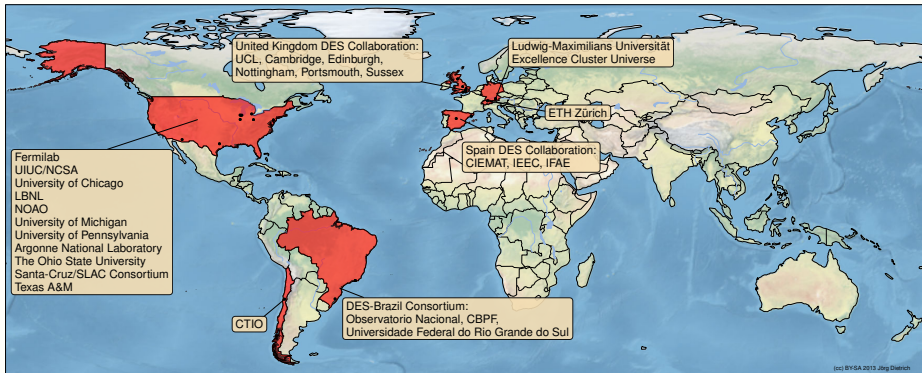 United Kingdom DES Collaboration:
UCL, Cambridge, Edinburgh,
Nottingham, Portsmouth, Sussex
Ludwig-Maximilians Universität
Excellence Cluster Universe
ETH Zürich
Spain DES Collaboration:
CIEMAT, IEEC, IFAE
Fermilab
UIUC/NCSA
University of Chicago
LBNL
NOAO
University of Michigan
University of Pennsylvania
Argonne National Laboratory
The Ohio State University
Santa-Cruz/SLAC Consortium
Texas A&M
CTIO
DES-Brazil Consortium:
Observatorio Nacional, CBPF,
Universidade Federal do Rio Grande do Sul
(cc) BY-SA 2013 Jörg Dietrich